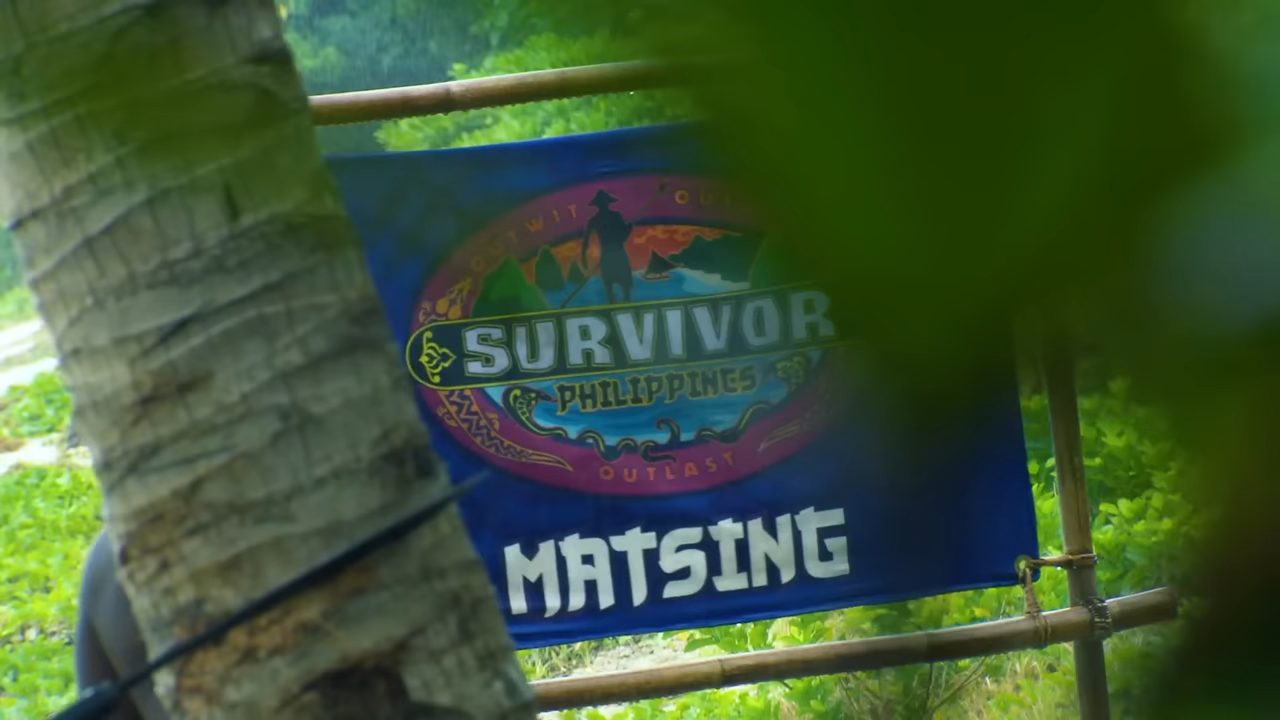 OUTWIT
SURVIVOR
PHILIPPINES
OUTLAST
MATSING